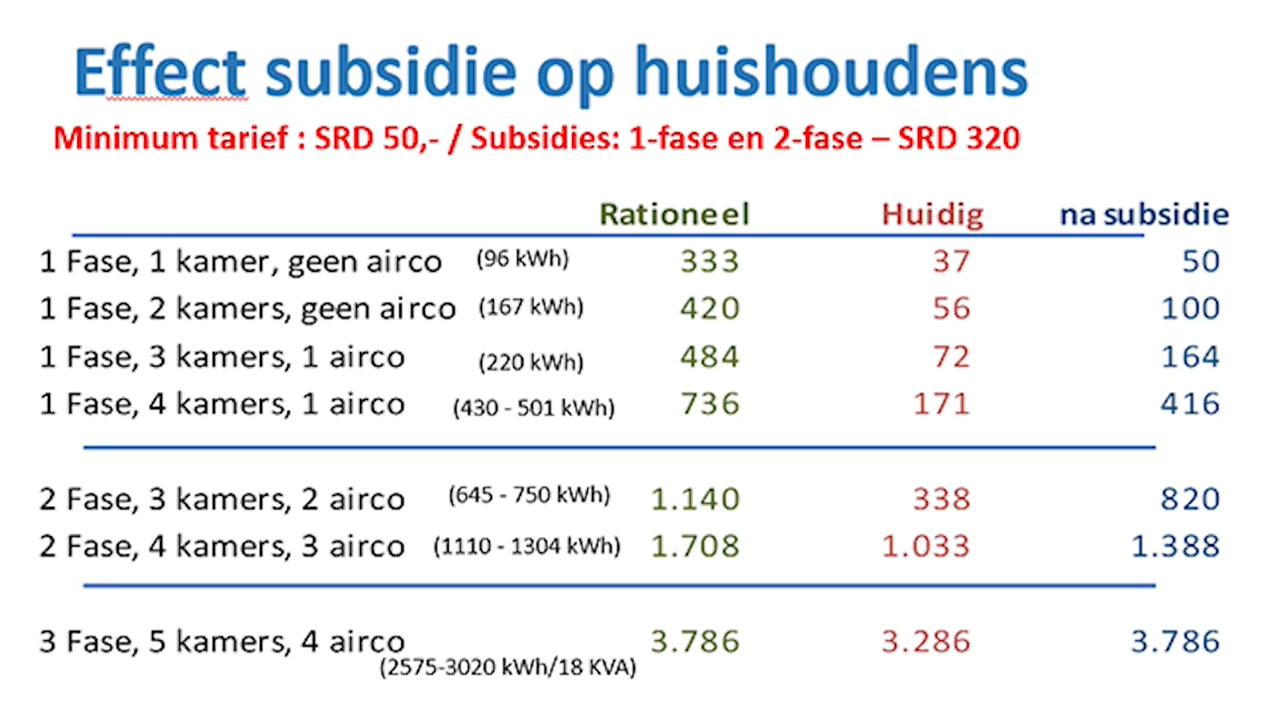 Effect subsidie op huishoudens
Minimum tarief : SRD 50,- / Subsidies: 1-fase en 2-fase – SRD 320
Rationeel Huidig na subsidie
1 Fase, 1 kamer, geen airco (96 kWh) 333 37 50
1 Fase, 2 kamers, geen airco (167 kWh) 420 56 100
1 Fase, 3 kamers, 1 airco (220 kWh) 484 72 164
1 Fase, 4 kamers, 1 airco (430 - 501 kWh) 736 171 416
2 Fase, 3 kamers, 2 airco (645 - 750 kWh) 1.140 338 820
2 Fase, 4 kamers, 3 airco (1110 - 1304 kWh) 1.708 1.033 1.388
3 Fase, 5 kamers, 4 airco 3.786 3.286 3.786
(2575-3020 kWh/18 KVA)